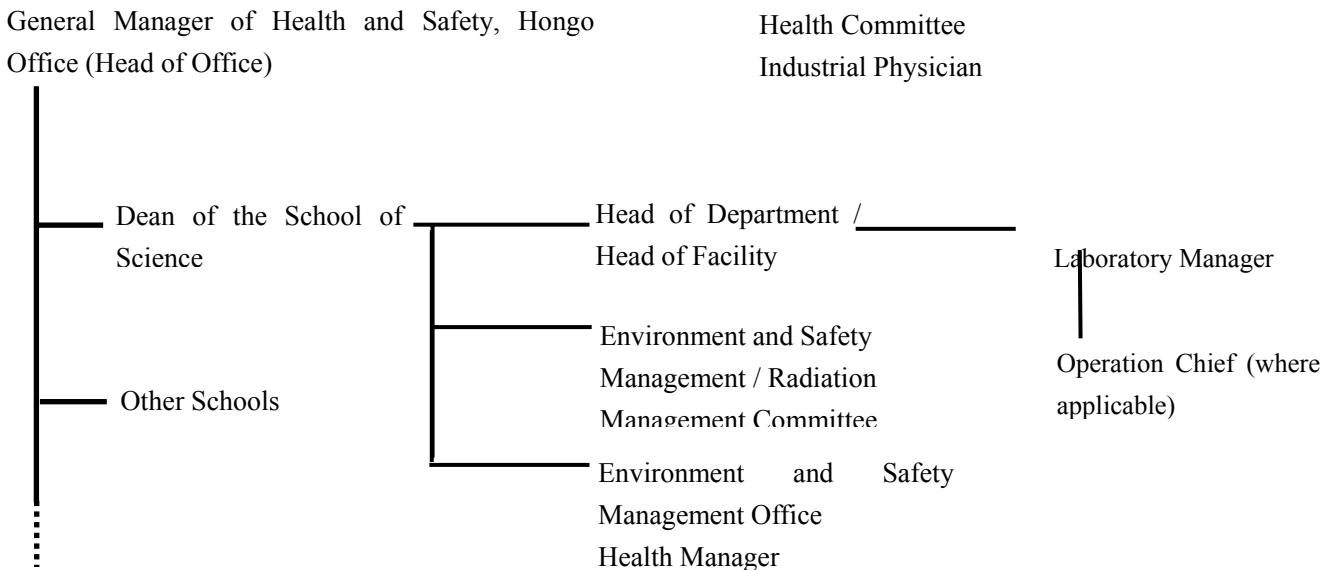 General Manager of Health and Safety, Hongo
Office (Head of Office)
Health Committee
Industrial Physician
Dean of the School of
Science
Head of Department /
Head of Facility
Laboratory Manager
Environment and Safety
Management / Radiation
Management Committee
Operation Chief (where
applicable)
Other Schools
Environment and Safety
Management Office
Health Manager